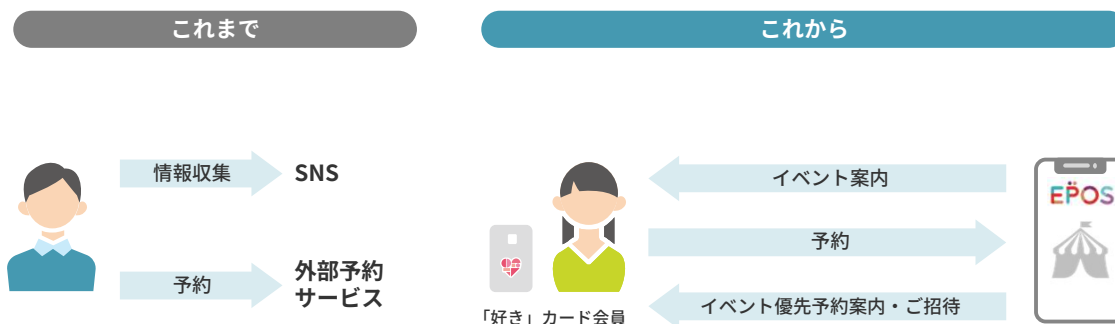 これまで
情報収集
SNS
予約
外部予約
サービス
これから
イベント案内
予約
イベント優先予約案内・ご招待
「好き」カード会員
EPOS